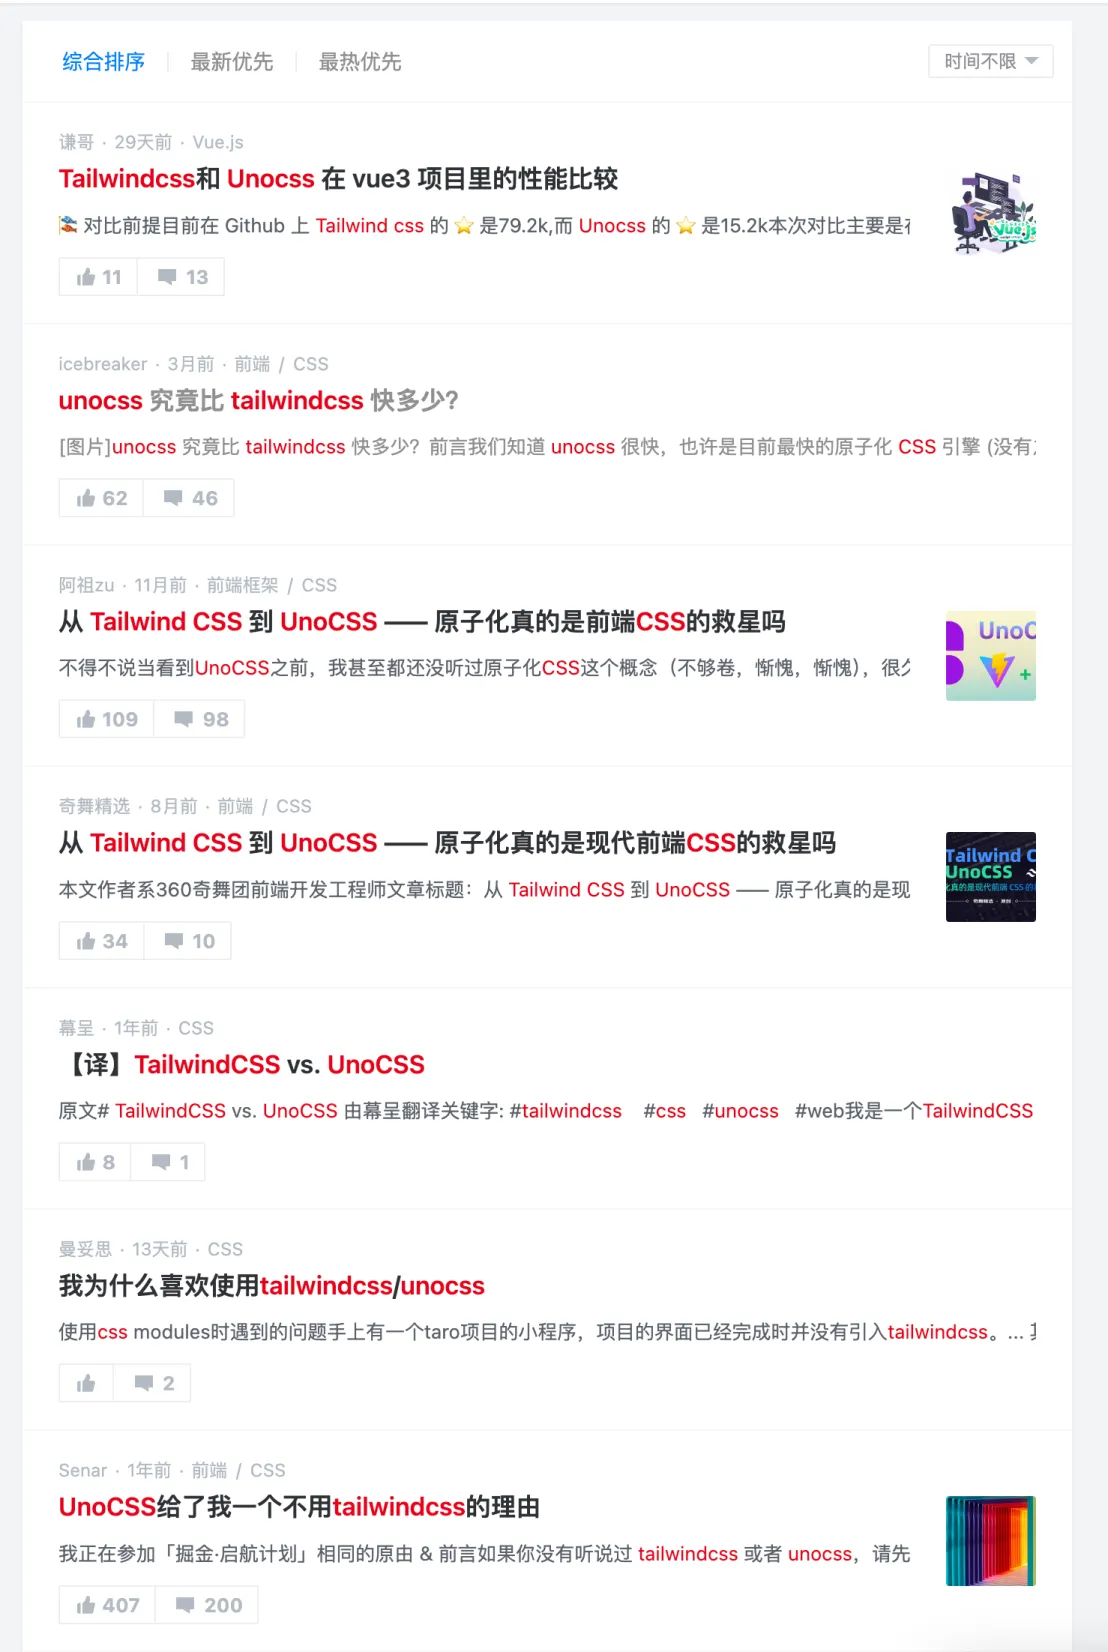 综合排序 最新优先 最热优先 时间不限
谦哥 · 29天前 · Vue.js
Tailwindcss和 Unocss 在 vue3 项目里的性能比较
对比前提目前在 Github 上 Tailwind css 的 ⭐ 是79.2k,而 Unocss 的 ⭐ 是15.2k本次对比主要是
11 13
icebreaker · 3月前 · 前端 / CSS
unocss 究竟比 tailwindcss 快多少?
[图片]unocss 究竟比 tailwindcss 快多少？前言我们知道 unocss 很快，也许是目前最快的原子化 CSS 引擎 (没有
62 46
阿祖zu · 11月前 · 前端框架 / CSS
从 Tailwind CSS 到 UnoCSS —— 原子化真的是前端CSS的救星吗
不得不说当看到UnoCSS之前，我甚至都还没听过原子化CSS这个概念（不够卷，惭愧，惭愧），很久
UnoC
+
109 98
奇舞精选 · 8月前 · 前端 / CSS
从 Tailwind CSS 到 UnoCSS —— 原子化真的是现代前端CSS的救星吗
本文作者系360奇舞团前端开发工程师文章标题：从 Tailwind CSS 到 UnoCSS —— 原子化真的是现
Tailwind C
UnoCSS
化真的是现代前端 CSS 的
奇舞精选
34 10
幕呈 · 1年前 · CSS
【译】TailwindCSS vs. UnoCSS
原文# TailwindCSS vs. UnoCSS 由幕呈翻译关键字: #tailwindcss #css #unocss #web我是一个TailwindCSS
8 1
曼妥思 · 13天前 · CSS
我为什么喜欢使用tailwindcss/unocss
使用css modules时遇到的问题手上有一个taro项目的小程序，项目的界面已经完成时并没有引入tailwindcss。...
2
Senar · 1年前 · 前端 / CSS
UnoCSS给了我一个不用tailwindcss的理由
我正在参加「掘金·启航计划」相同的原由 & 前言如果你没有听说过 tailwindcss 或者 unocss，请先
407 200